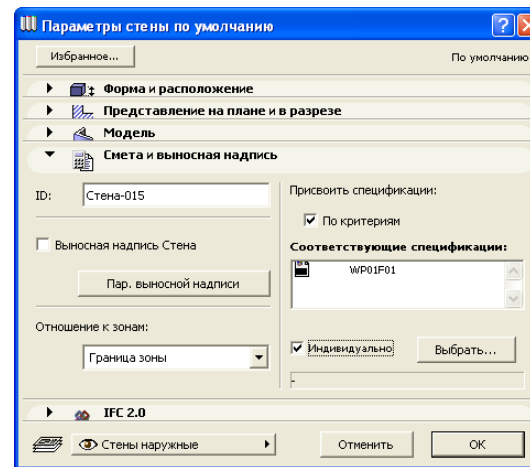 Параметры стены по умолчанию
Избранное...
По умолчанию
Форма и расположение
Представление на плане и в разрезе
Модель
Смета и выносная надпись
ID:
Стена-015
Присвоить спецификации:
По критериям
Выносная надпись Стена
Соответствующие спецификации:
WP01F01
Пар. выносной надписи
Отношение к зонам:
Граница зоны
Индивидуально
Выбрать...
-
IFC 2.0
Стены наружные
Отменить
OK